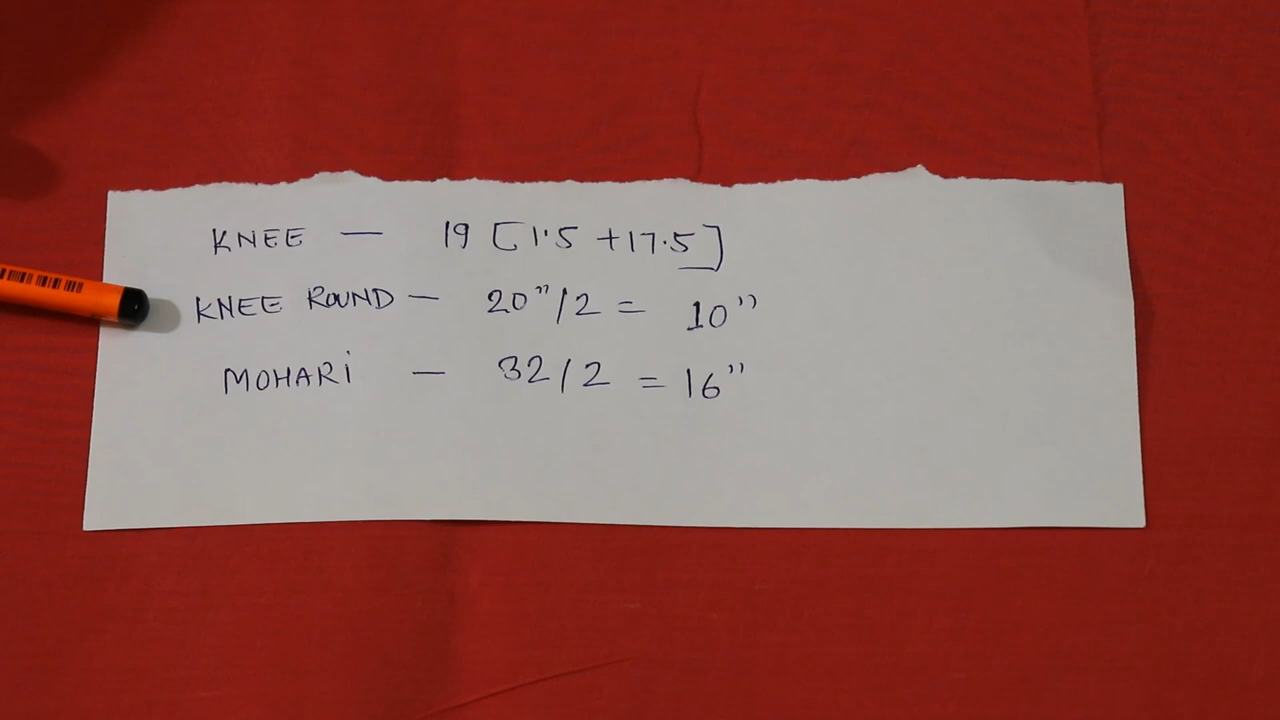 KNEE — 19 [1.5 +17.5]
KNEE ROUND — 20"/2 = 10"
MOHARi — 32/2 = 16"